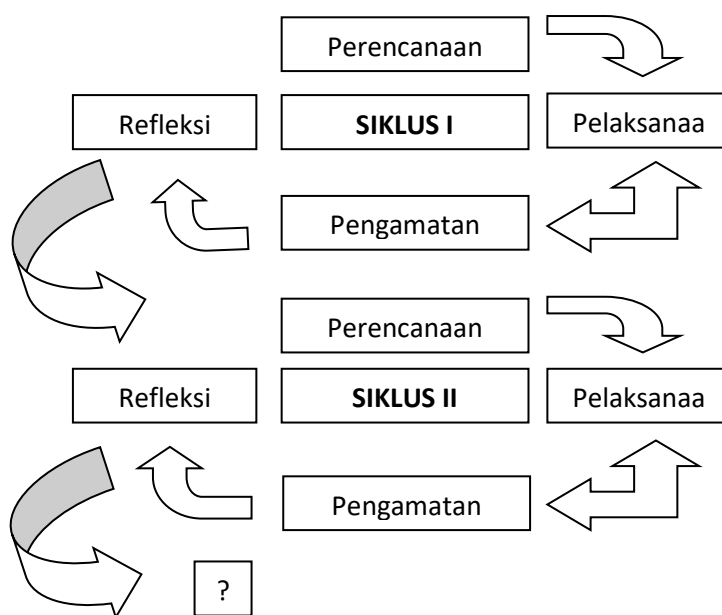 Perencanaan
Refleksi
SIKLUS I
Pelaksanaa
Pengamatan
Perencanaan
Refleksi
SIKLUS II
Pelaksanaa
Pengamatan
?